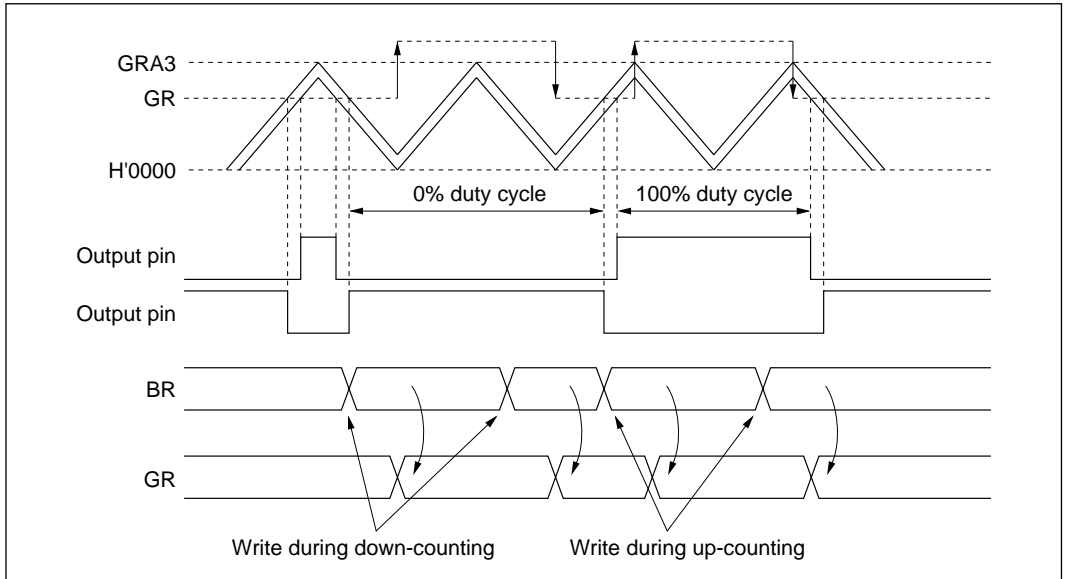 GRA3
GR
H'0000
0% duty cycle
100% duty cycle
Output pin
Output pin
BR
GR
Write during down-counting
Write during up-counting